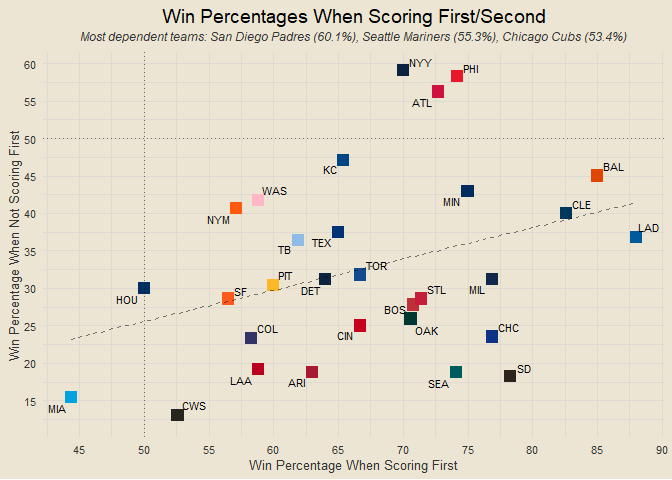 Win Percentages When Scoring First/Second
Most dependent teams: San Diego Padres (60.1%), Seattle Mariners (55.3%), Chicago Cubs (53.4%)
Win Percentage When Not Scoring First
60
55
50
45
40
35
30
25
20
15
NYY
PHI
ATL
KC
BAL
WAS
MIN
CLE
NYM
LAD
TEX
TB
TOR
PIT
DET
MIL
SF
HOU
STL
BOS
OAK
COL
CIN
CHC
LAA
ARI
SEA
SD
MIA
CWS
45 50 55 60 65 70 75 80 85 90
Win Percentage When Scoring First